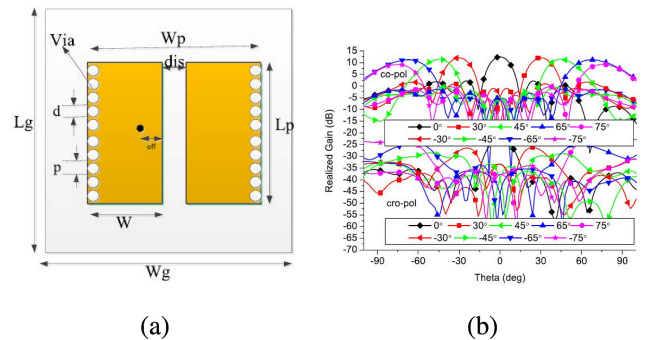 Lg
Via
Wp
dis
d
off
p
Lp
W
Wg
(a)
15
10
5
0
-5
-10
-15
-20
-25
-30
-35
-40
-45
-50
-55
-60
-65
-70
Realized Gain (dB)
co-pol
0° 30° 45° 65° 75°
-30° -45° -65° -75°
cro-pol
0° 30° 45° 65° 75°
-30° -45° -65° -75°
-90 -60 -30 0 30 60 90
Theta (deg)
(b)